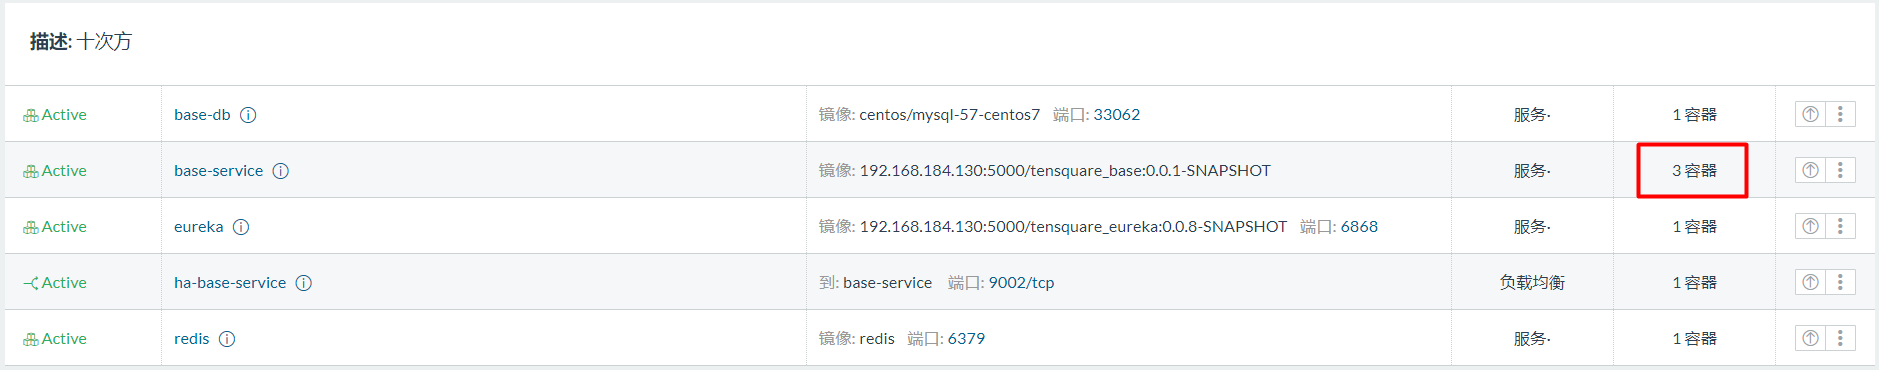 描述: 十次方
Active base-db 镜像: centos/mysql-57-centos7 端口: 33062 服务· 1 容器
Active base-service 镜像: 192.168.184.130:5000/tensquare_base:0.0.1-SNAPSHOT 服务· 3 容器
Active eureka 镜像: 192.168.184.130:5000/tensquare_eureka:0.0.8-SNAPSHOT 端口: 6868 服务· 1 容器
Active ha-base-service 到: base-service 端口: 9002/tcp 负载均衡 1 容器
Active redis 镜像: redis 端口: 6379 服务· 1 容器